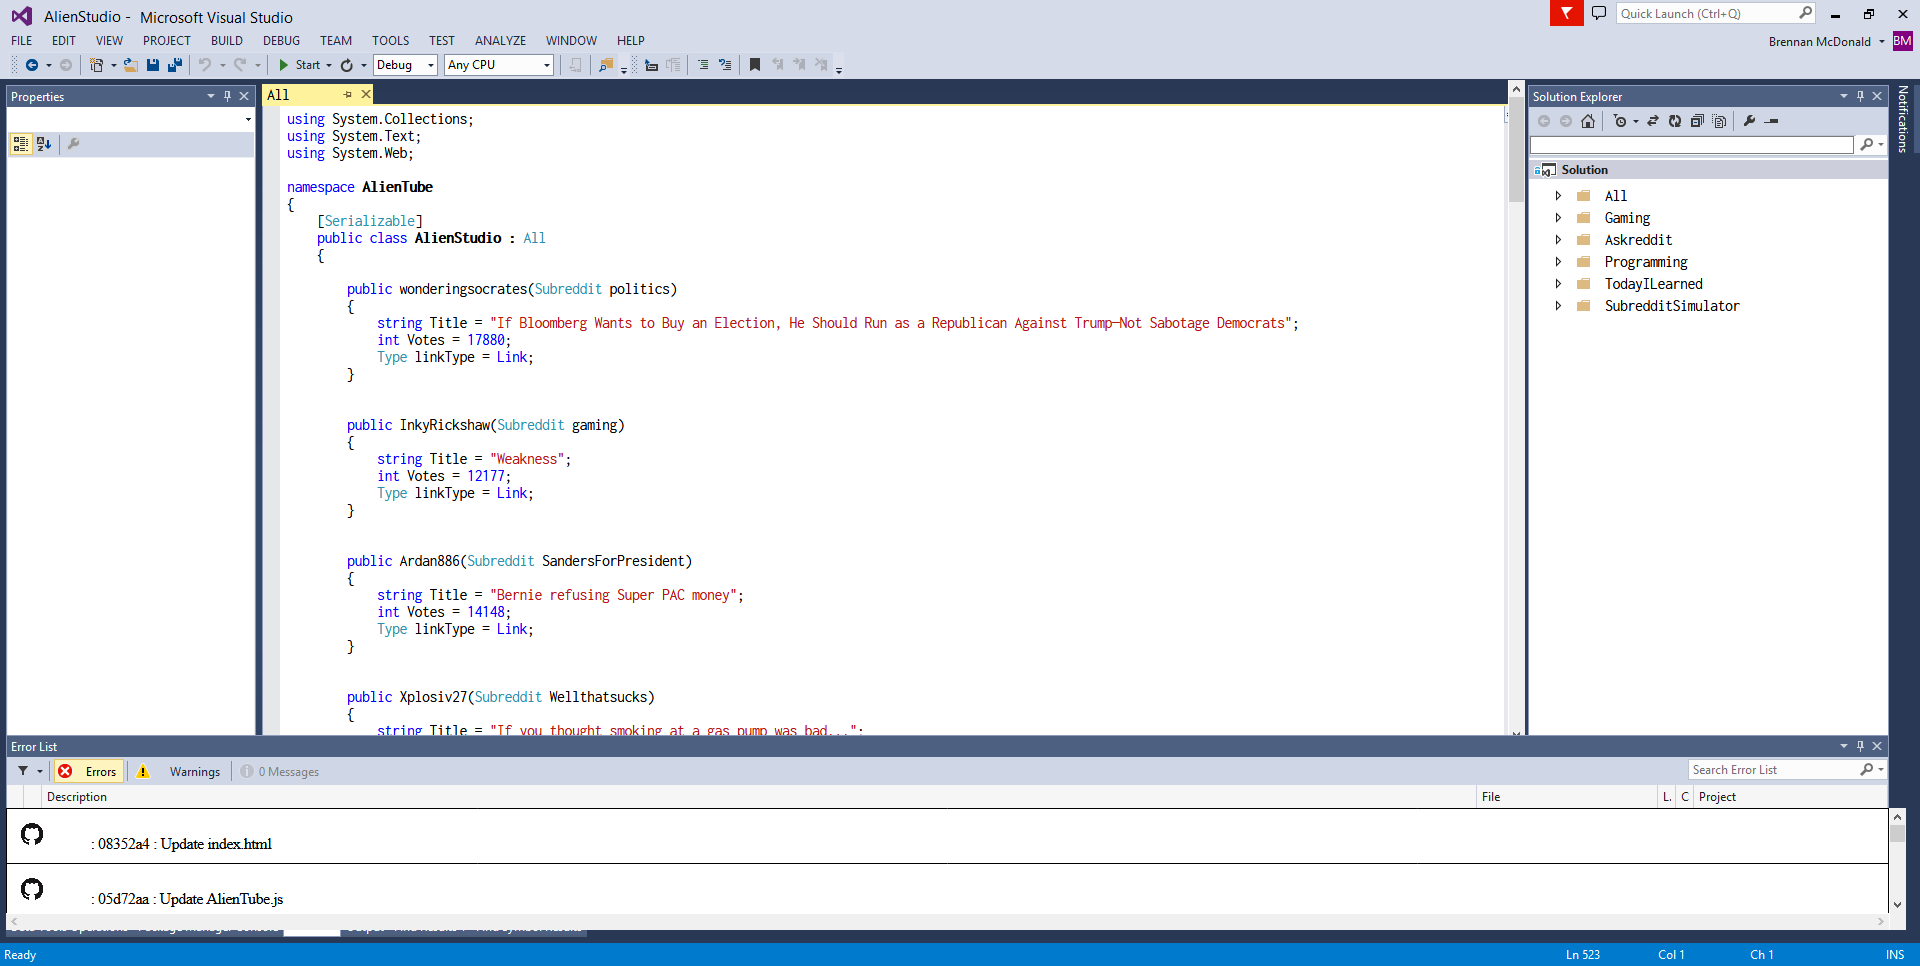 AlienStudio - Microsoft Visual Studio
Quick Launch (Ctrl+Q)
FILE EDIT VIEW PROJECT BUILD DEBUG TEAM TOOLS TEST ANALYZE WINDOW HELP
Brennan McDonald BM
Start Debug Any CPU
Properties
All
using System.Collections;
using System.Text;
using System.Web;
namespace AlienTube
{
[Serializable]
public class AlienStudio : All
{
public wonderingsocrates(Subreddit politics)
{
string Title = "If Bloomberg Wants to Buy an Election, He Should Run as a Republican Against Trump—Not Sabotage Democrats";
int Votes = 17880;
Type linkType = Link;
}
public InkyRickshaw(Subreddit gaming)
{
string Title = "Weakness";
int Votes = 12177;
Type linkType = Link;
}
public Ardan886(Subreddit SandersForPresident)
{
string Title = "Bernie refusing Super PAC money";
int Votes = 14148;
Type linkType = Link;
}
public Xplosiv27(Subreddit Wellthatsucks)
{
string Title = "If you thought smoking at a gas pump was bad...";
Solution Explorer
Solution
All
Gaming
Askreddit
Programming
TodayILearned
SubredditSimulator
Notifications
Error List
Errors Warnings 0 Messages
Search Error List
Description File L. C Project
: 08352a4 : Update index.html
: 05d72aa : Update AlienTube.js
Ready Ln 523 Col 1 Ch 1 INS